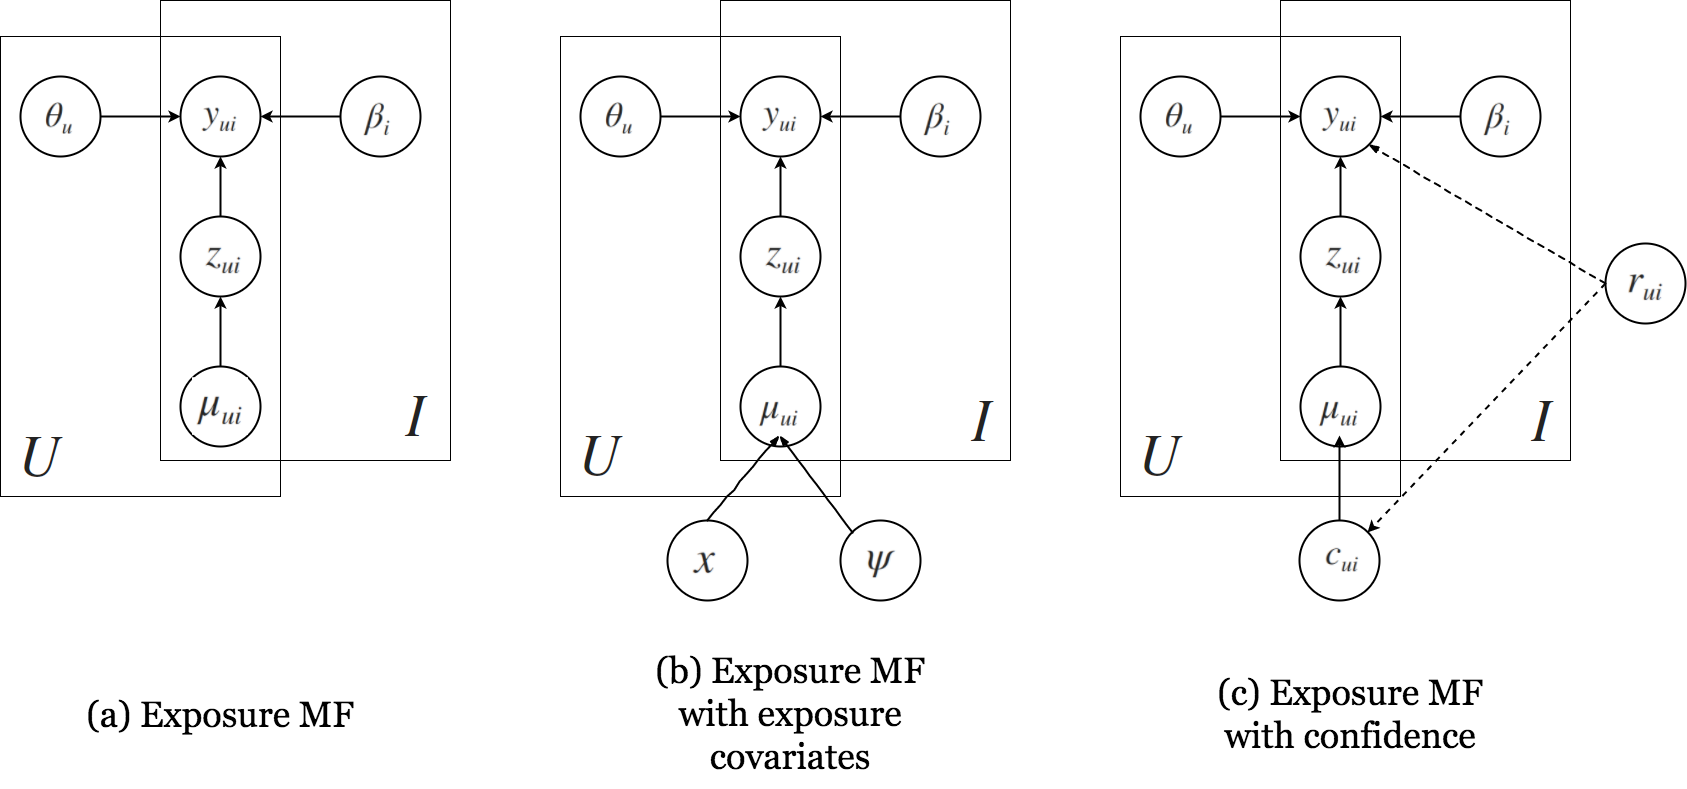 θu yui βi
zui
μui
U I
(a) Exposure MF
θu yui βi
zui
μui
U I
x ψ
(b) Exposure MF
with exposure
covariates
θu yui βi
zui rui
μui
U I
cui
(c) Exposure MF
with confidence